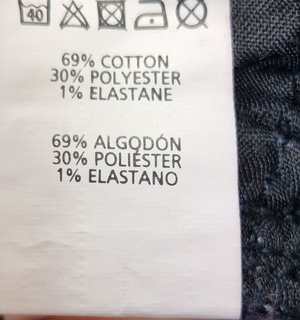 40
69% COTTON
30% POLYESTER
1% ELASTANE
69% ALGODÓN
30% POLIÉSTER
1% ELASTANO